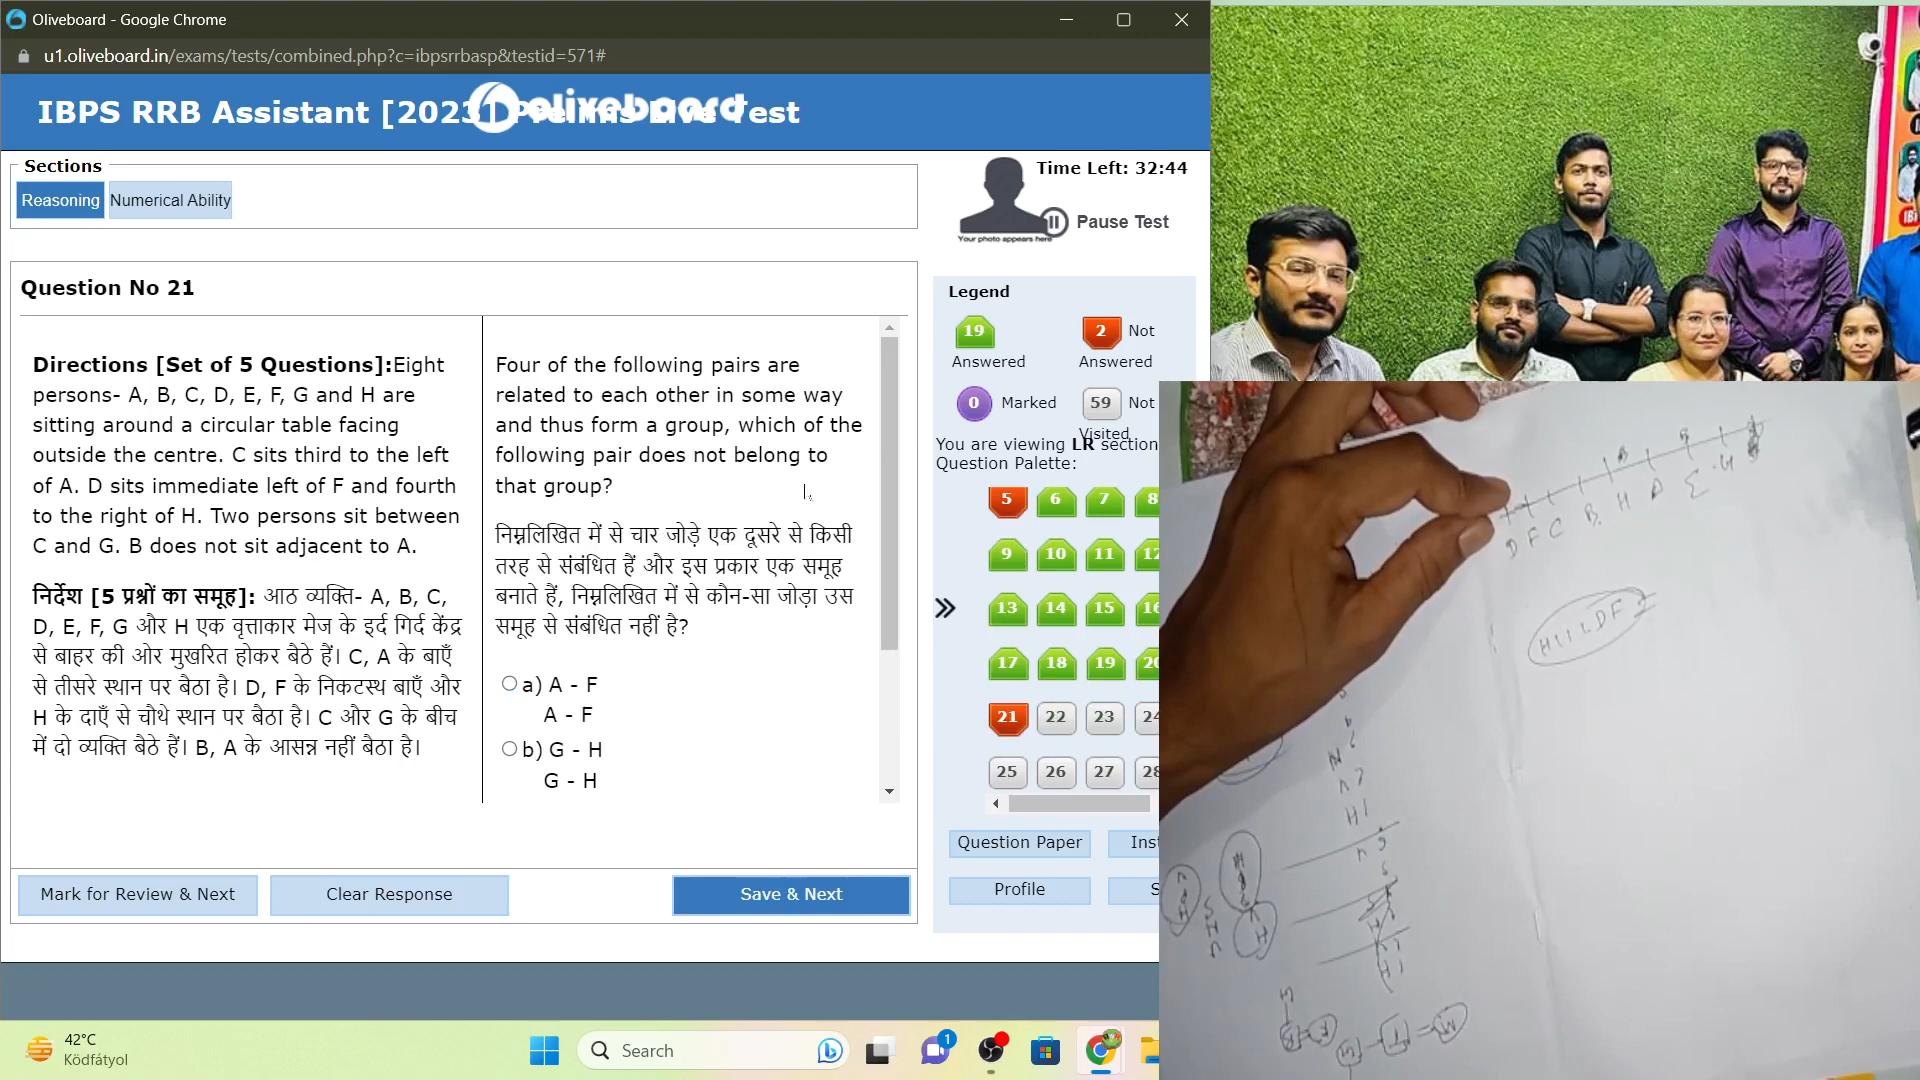 Oliveboard - Google Chrome
u1.oliveboard.in/exams/tests/combined.php?c=ibpsrrbasp&testid=571#
IBPS RRB Assistant [2023] Prelims Live Test
oliveboard
Sections
Reasoning
Numerical Ability
Your photo appears here
Time Left: 32:44
Pause Test
Question No 21
Directions [Set of 5 Questions]:Eight
persons- A, B, C, D, E, F, G and H are
sitting around a circular table facing
outside the centre. C sits third to the left
of A. D sits immediate left of F and fourth
to the right of H. Two persons sit between
C and G. B does not sit adjacent to A.
निर्देश [5 प्रश्नों का समूह]: आठ व्यक्ति- A, B, C,
D, E, F, G और H एक वृत्ताकार मेज के इर्द गिर्द केंद्र
से बाहर की ओर मुखरित होकर बैठे हैं। C, A के बाएँ
से तीसरे स्थान पर बैठा है। D, F के निकटस्थ बाएँ और
H के दाएँ से चौथे स्थान पर बैठा है। C और G के बीच
में दो व्यक्ति बैठे हैं। B, A के आसन्न नहीं बैठा है।
Four of the following pairs are
related to each other in some way
and thus form a group, which of the
following pair does not belong to
that group?
निम्नलिखित में से चार जोड़े एक दूसरे से किसी
तरह से संबंधित हैं और इस प्रकार एक समूह
बनाते हैं, निम्नलिखित में से कौन-सा जोड़ा उस
समूह से संबंधित नहीं है?
a) A - F
A - F
b) G - H
G - H
Mark for Review & Next
Clear Response
Save & Next
Legend
19 Answered
2 Not Answered
0 Marked
59 Not Visited
You are viewing LR section
Question Palette:
5 6 7 8
9 10 11 12
13 14 15 16
17 18 19 20
21 22 23 24
25 26 27 28
Question Paper
Inst
Profile
S
42°C
Ködfátyol
Search
1
D F C B H A E